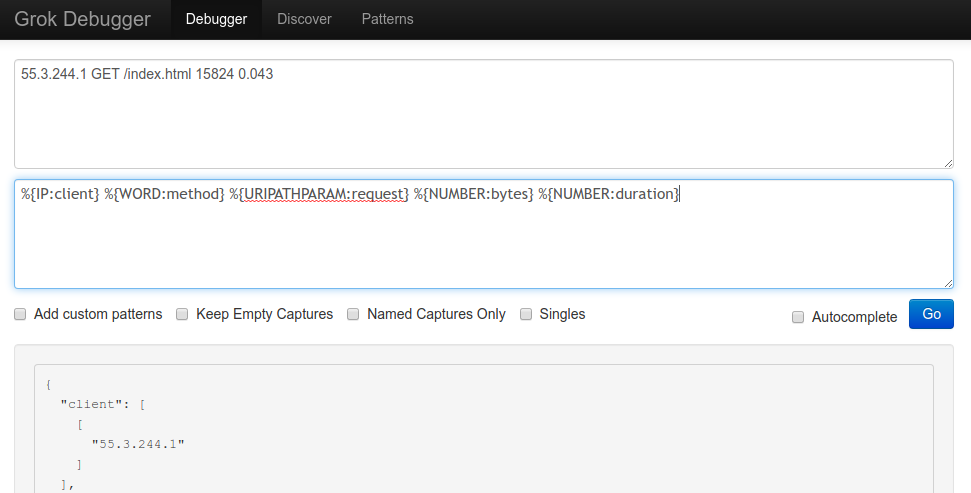 Grok Debugger Debugger Discover Patterns
55.3.244.1 GET /index.html 15824 0.043
%{IP:client} %{WORD:method} %{URIPATHPARAM:request} %{NUMBER:bytes} %{NUMBER:duration}
Add custom patterns Keep Empty Captures Named Captures Only Singles Autocomplete Go
{
"client": [
[
"55.3.244.1"
]
],